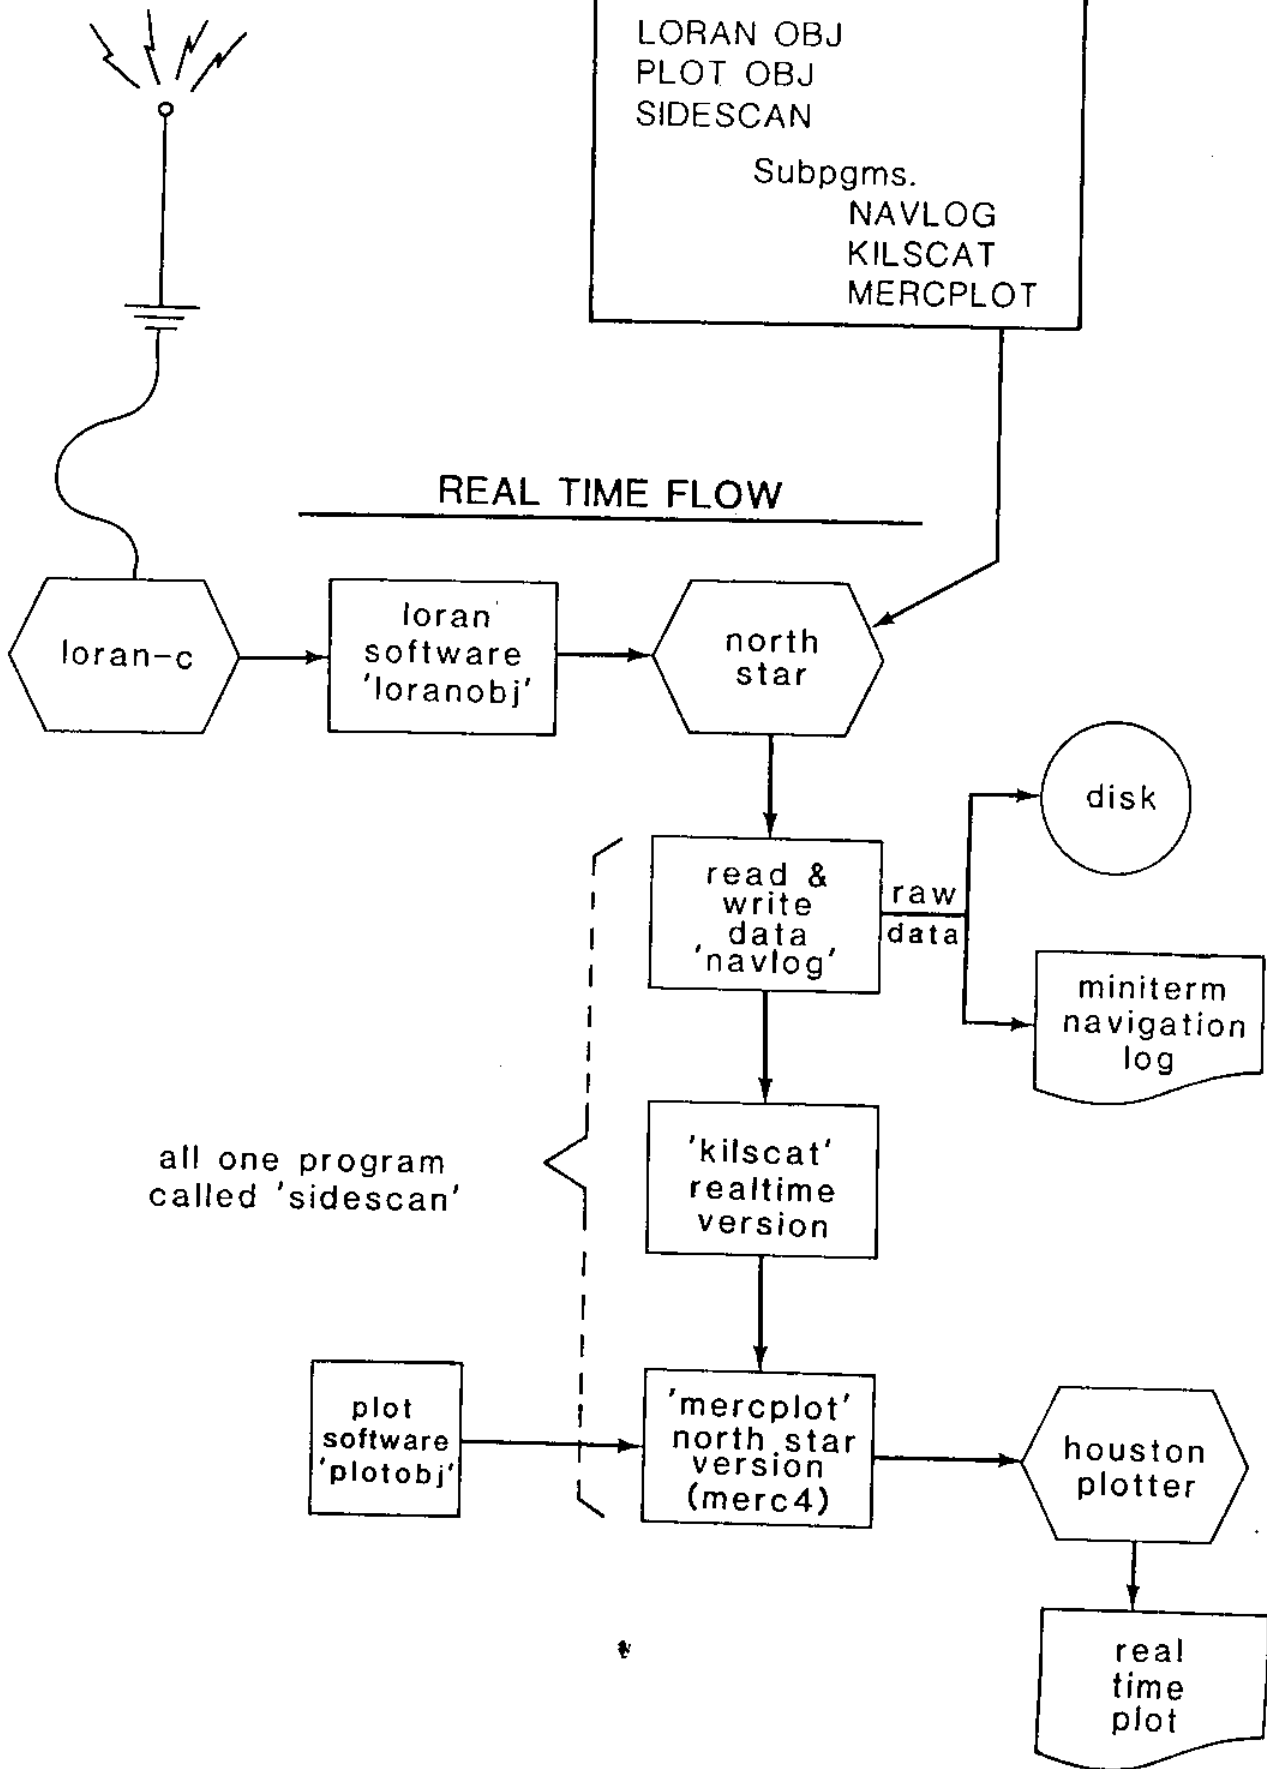 LORAN OBJ
PLOT OBJ
SIDESCAN
Subpgms.
NAVLOG
KILSCAT
MERCPLOT
REAL TIME FLOW
loran-c
loran
software
'loranobj'
north
star
disk
read &
write
data
'navlog'
raw
data
miniterm
navigation
log
all one program
called 'sidescan'
'kilscat'
realtime
version
plot
software
'plotobj'
'mercplot'
north star
version
(merc4)
houston
plotter
real
time
plot